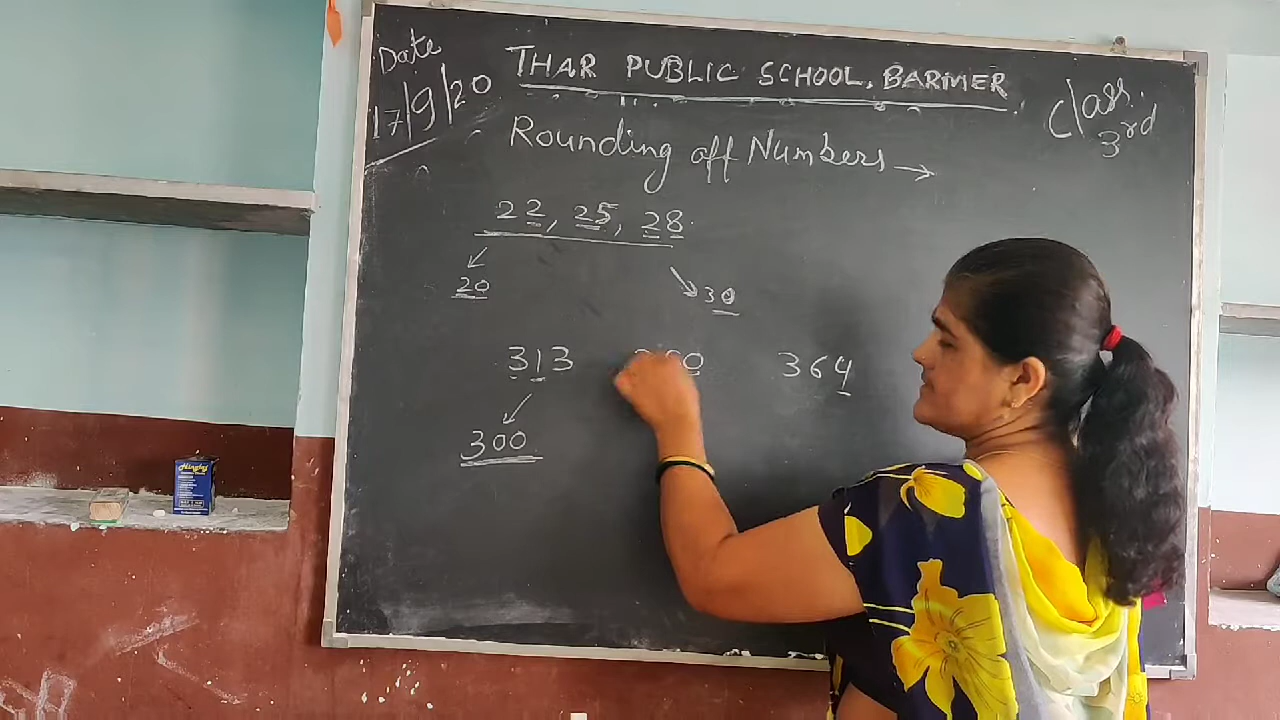 Date
17/9/20
THAR PUBLIC SCHOOL, BARMER
Class.
3rd
Rounding off Numbers →
22, 25, 28
20
30
313
364
300